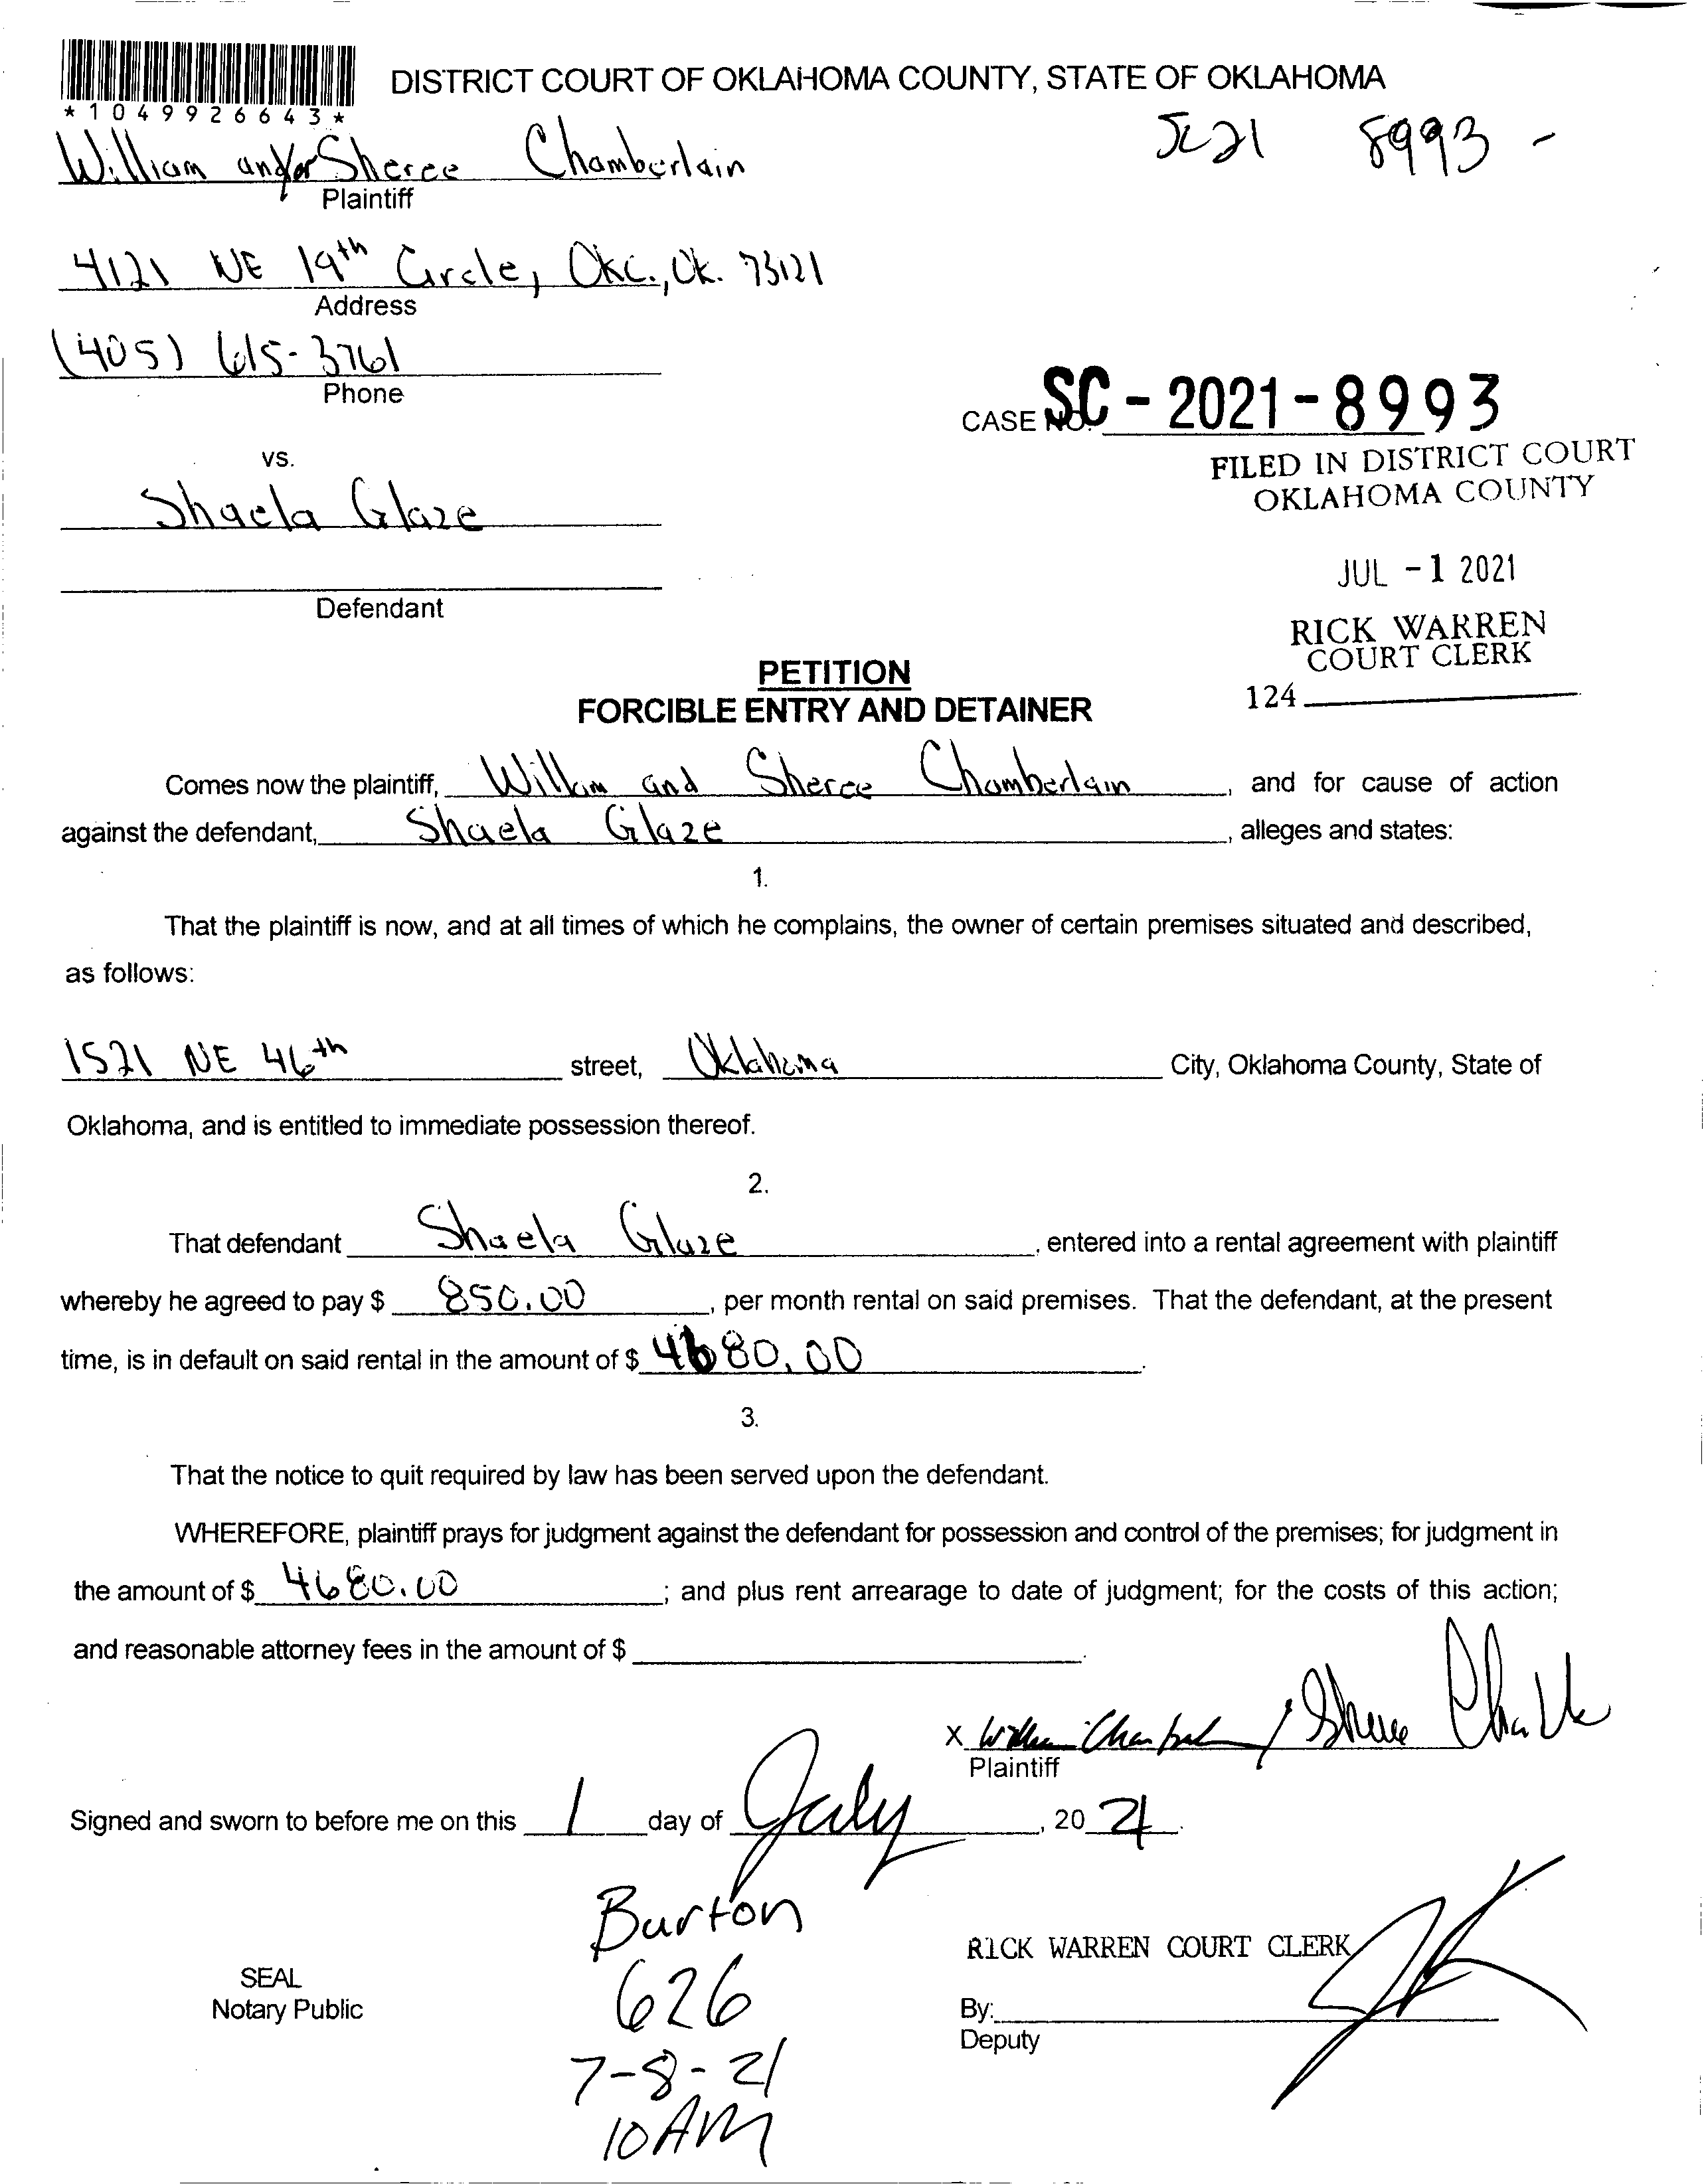 *1049926643*
DISTRICT COURT OF OKLAHOMA COUNTY, STATE OF OKLAHOMA
8993 -
William and/or Sheree Chamberlain
Plaintiff
4121 NE 19th Circle, OKC., Ok. 73121
Address
(405) 615-3761
Phone
CASE NO. SC-2021-8993
FILED IN DISTRICT COURT
OKLAHOMA COUNTY
vs.
Shaela Glaze
JUL -1 2021
Defendant
RICK WARREN
COURT CLERK
124
PETITION
FORCIBLE ENTRY AND DETAINER
Comes now the plaintiff, William and Sheree Chamberlain, and for cause of action
against the defendant, Shaela Glaze, alleges and states:
1.
That the plaintiff is now, and at all times of which he complains, the owner of certain premises situated and described,
as follows:
1521 NE 46th street, Oklahoma City, Oklahoma County, State of
Oklahoma, and is entitled to immediate possession thereof.
2.
That defendant Shaela Glaze, entered into a rental agreement with plaintiff
whereby he agreed to pay $ 850.00, per month rental on said premises. That the defendant, at the present
time, is in default on said rental in the amount of $ 4680.00.
3.
That the notice to quit required by law has been served upon the defendant.
WHEREFORE, plaintiff prays for judgment against the defendant for possession and control of the premises; for judgment in
the amount of $ 4680.00; and plus rent arrearage to date of judgment; for the costs of this action;
and reasonable attorney fees in the amount of $.
X William Chamberlain / Sheree
Plaintiff
Signed and sworn to before me on this 1 day of July, 2021.
Burton
RICK WARREN COURT CLERK
SEAL
626
Notary Public
By:
Deputy
7-8-21
10AM